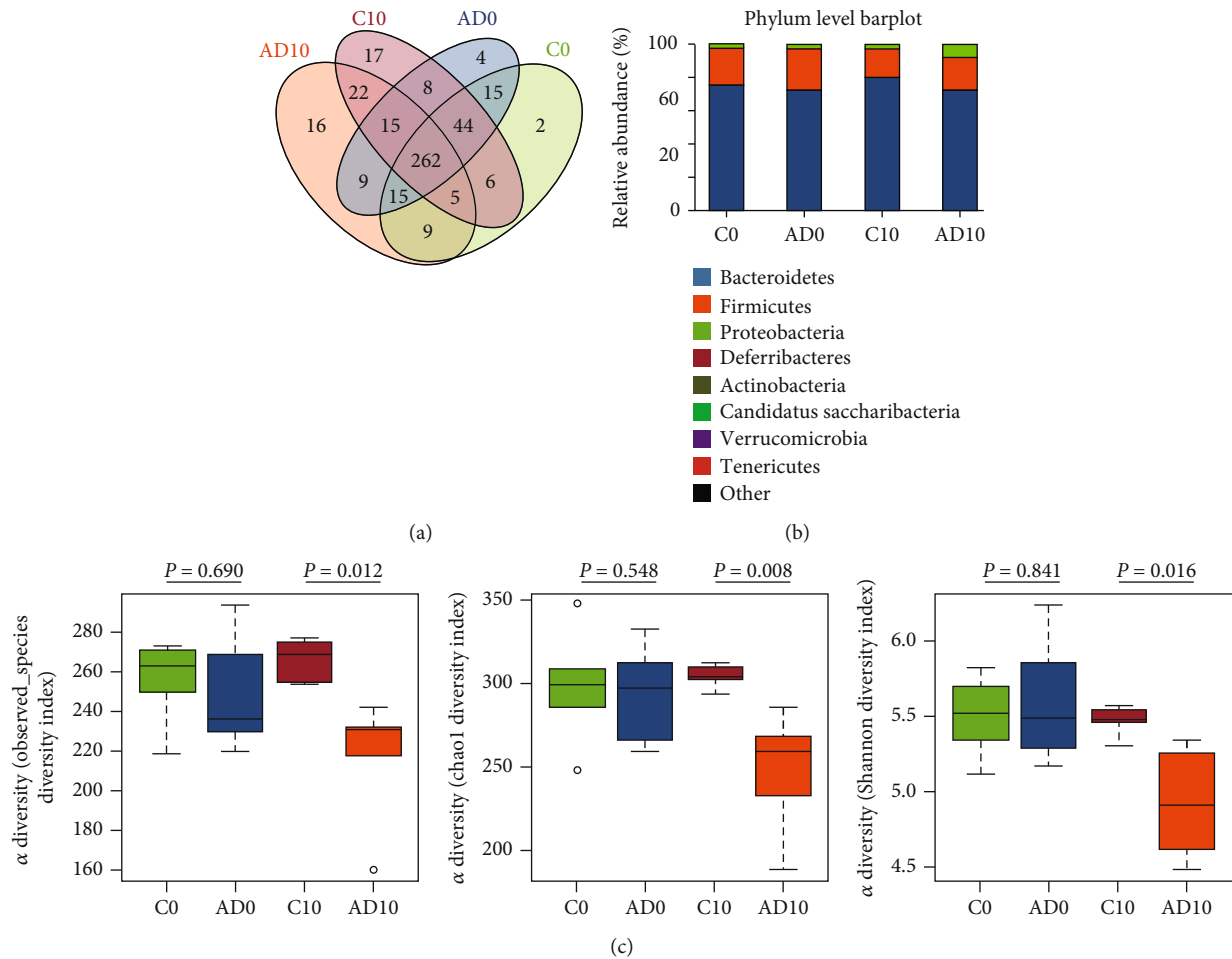 C10
AD0
AD10
C0
17
4
22
8
15
16
15
44
2
262
9
15
5
6
9
(a)
Phylum level barplot
Relative abundance (%)
100
60
20
0
C0 AD0 C10 AD10
Bacteroidetes
Firmicutes
Proteobacteria
Deferribacteres
Actinobacteria
Candidatus saccharibacteria
Verrucomicrobia
Tenericutes
Other
(b)
P = 0.690 P = 0.012
α diversity (observed_species
diversity index)
280
260
240
220
200
180
160
C0 AD0 C10 AD10
P = 0.548 P = 0.008
α diversity (chao1 diversity index)
350
300
250
200
C0 AD0 C10 AD10
P = 0.841 P = 0.016
α diversity (Shannon diversity index)
6.0
5.5
5.0
4.5
C0 AD0 C10 AD10
(c)